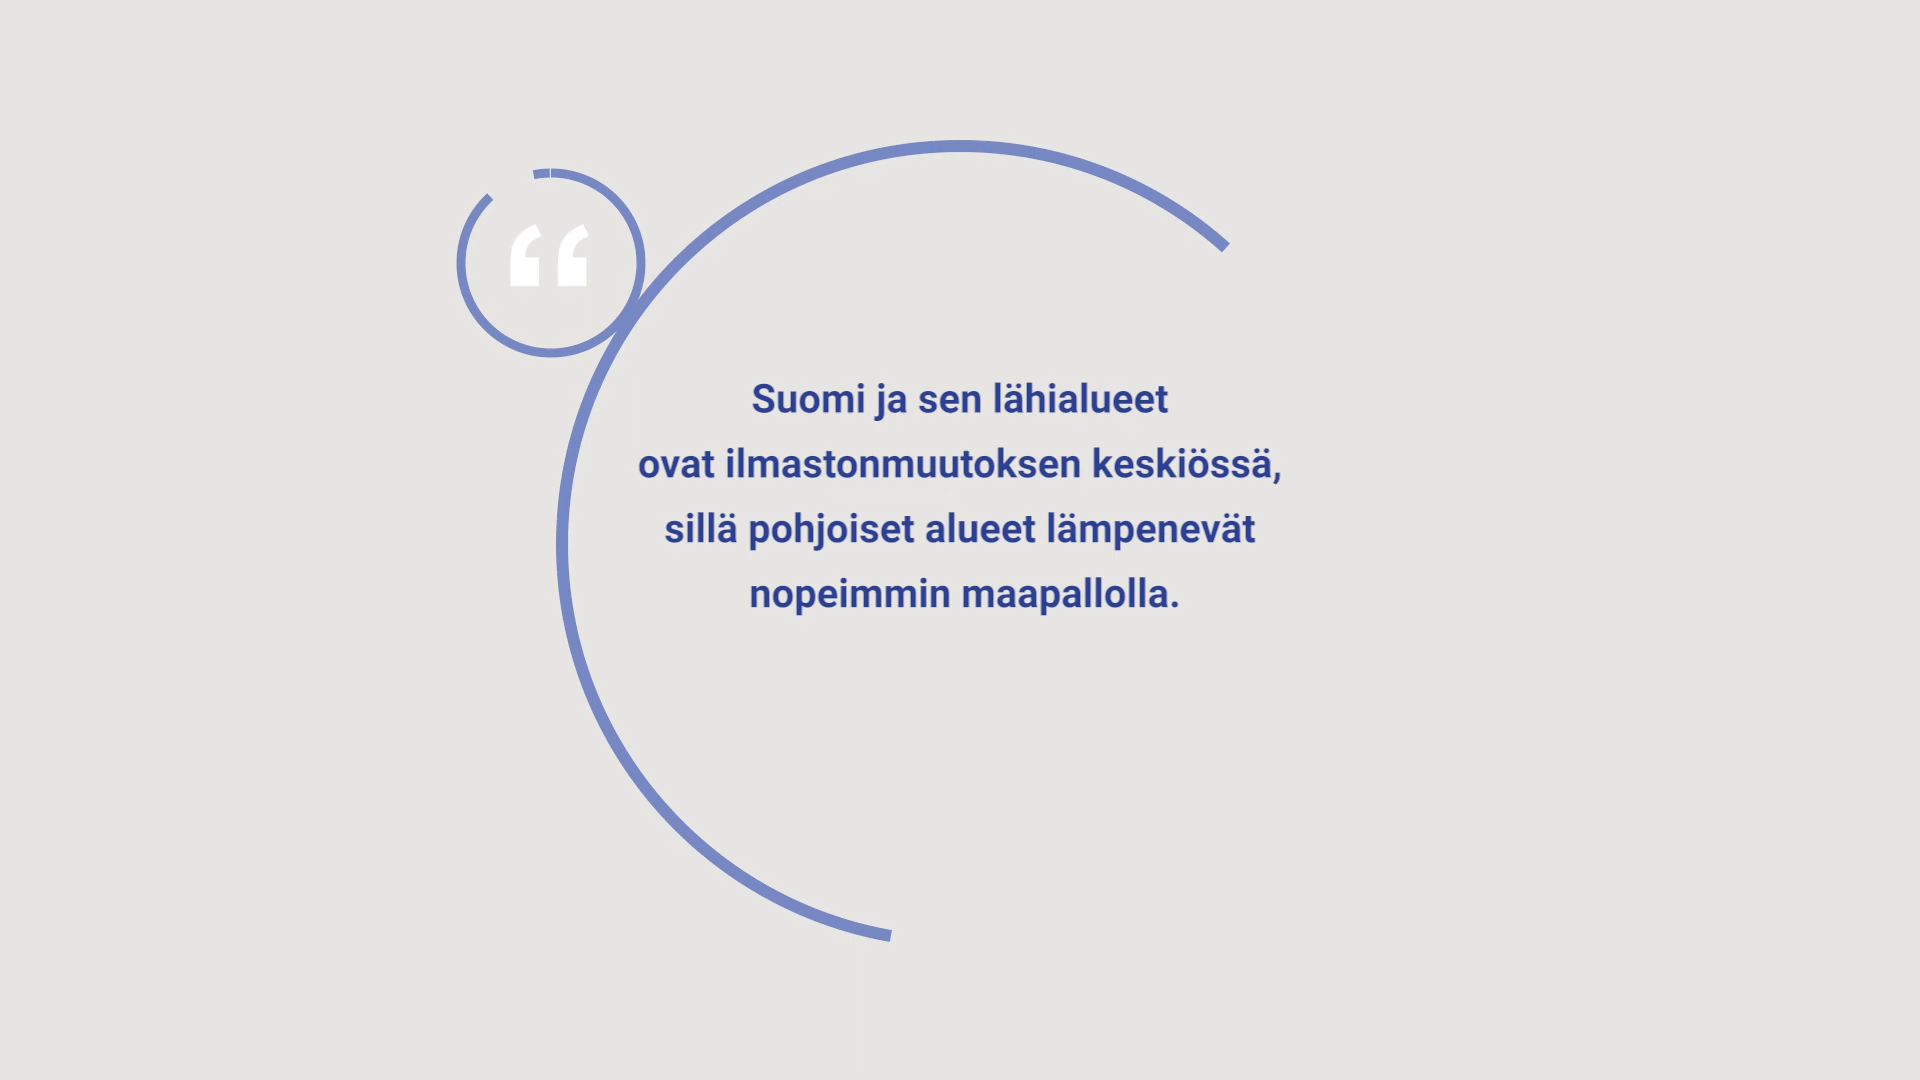 “
Suomi ja sen lähialueet
ovat ilmastonmuutoksen keskiössä,
sillä pohjoiset alueet lämpenevät
nopeimmin maapallolla.